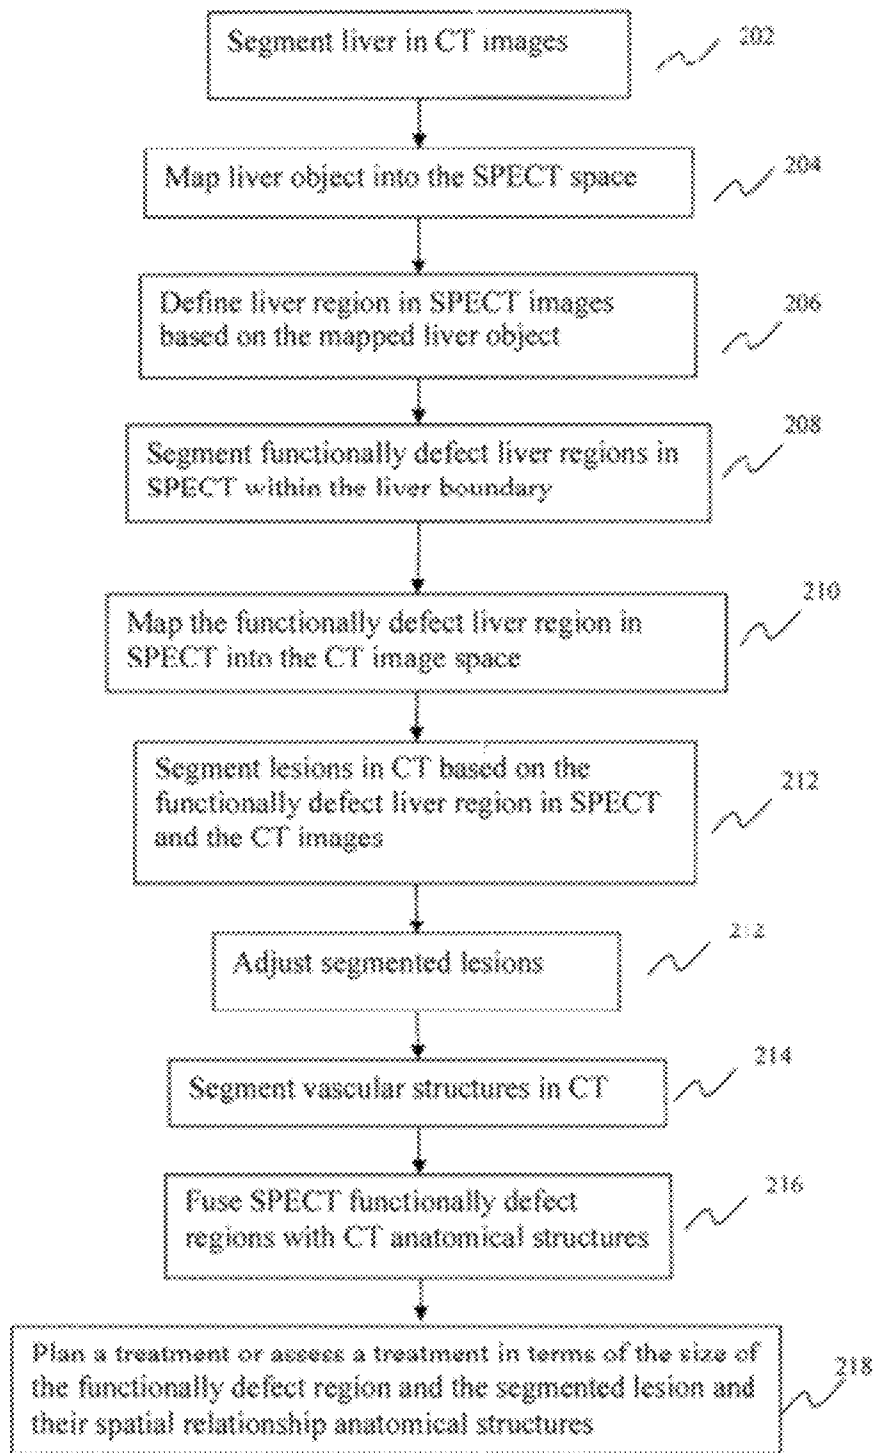 Segment liver in CT images
202
Map liver object into the SPECT space
204
Define liver region in SPECT images
based on the mapped liver object
206
Segment functionally defect liver regions in
SPECT within the liver boundary
208
Map the functionally defect liver region in
SPECT into the CT image space
210
Segment lesions in CT based on the
functionally defect liver region in SPECT
and the CT images
212
Adjust segmented lesions
212
Segment vascular structures in CT
214
Fuse SPECT functionally defect
regions with CT anatomical structures
216
Plan a treatment or assess a treatment in terms of the size of
the functionally defect region and the segmented lesion and
their spatial relationship anatomical structures
218